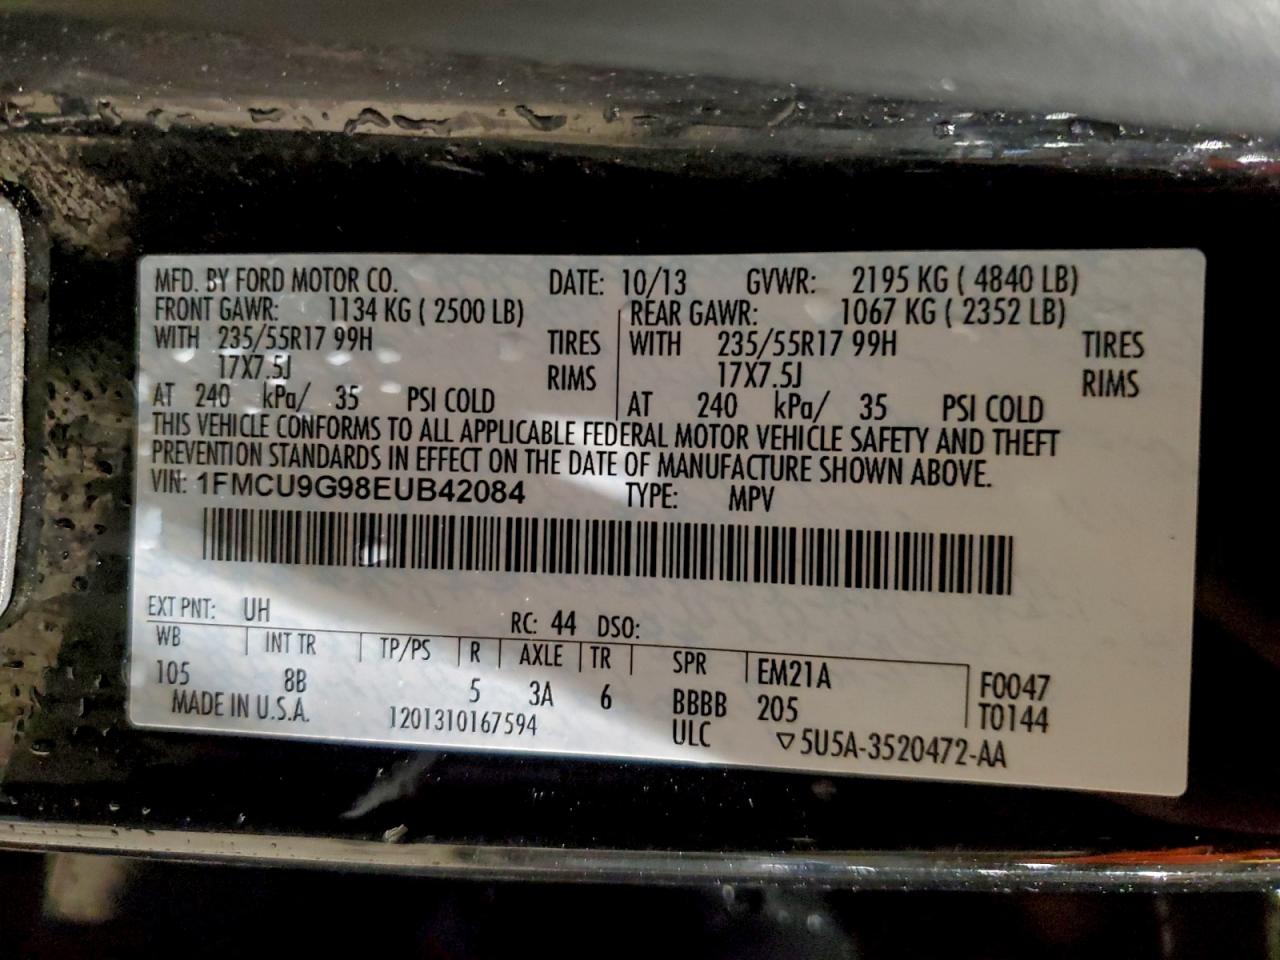 MFD. BY FORD MOTOR CO. DATE: 10/13 GVWR: 2195 KG ( 4840 LB)
FRONT GAWR: 1134 KG ( 2500 LB) REAR GAWR: 1067 KG ( 2352 LB)
WITH 235/55R17 99H TIRES WITH 235/55R17 99H TIRES
17X7.5J RIMS 17X7.5J RIMS
AT 240 kPa/ 35 PSI COLD AT 240 kPa/ 35 PSI COLD
THIS VEHICLE CONFORMS TO ALL APPLICABLE FEDERAL MOTOR VEHICLE SAFETY AND THEFT
PREVENTION STANDARDS IN EFFECT ON THE DATE OF MANUFACTURE SHOWN ABOVE.
VIN: 1FMCU9G98EUB42084 TYPE: MPV
EXT PNT: UH RC: 44 DSO:
WB INT TR TP/PS R AXLE TR SPR EM21A F0047
105 8B 5 3A 6 BBBB 205 T0144
MADE IN U.S.A. 1201310167594 ULC ▽5U5A-3520472-AA